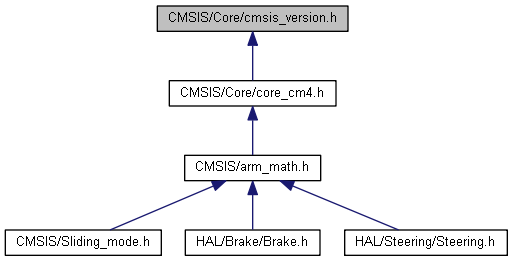 CMSIS/Core/cmsis_version.h
CMSIS/Core/core_cm4.h
CMSIS/arm_math.h
CMSIS/Sliding_mode.h
HAL/Brake/Brake.h
HAL/Steering/Steering.h